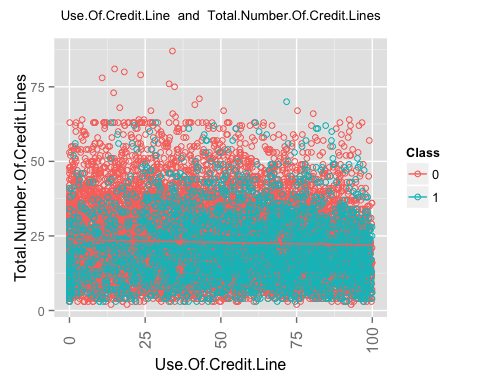 Use.Of.Credit.Line and Total.Number.Of.Credit.Lines
Total.Number.Of.Credit.Lines
75
50
25
0
0
25
50
75
100
Use.Of.Credit.Line
Class
0
1